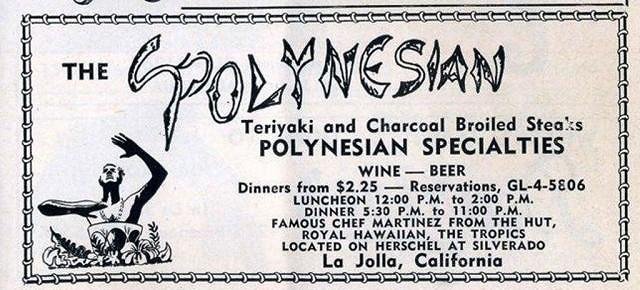 THE POLYNESIAN
Teriyaki and Charcoal Broiled Steaks
POLYNESIAN SPECIALTIES
WINE — BEER
Dinners from $2.25 — Reservations, GL-4-5806
LUNCHEON 12:00 P.M. to 2:00 P.M.
DINNER 5:30 P.M. to 11:00 P.M.
FAMOUS CHEF MARTINEZ FROM THE HUT,
ROYAL HAWAIIAN, THE TROPICS
LOCATED ON HERSCHEL AT SILVERADO
La Jolla, California